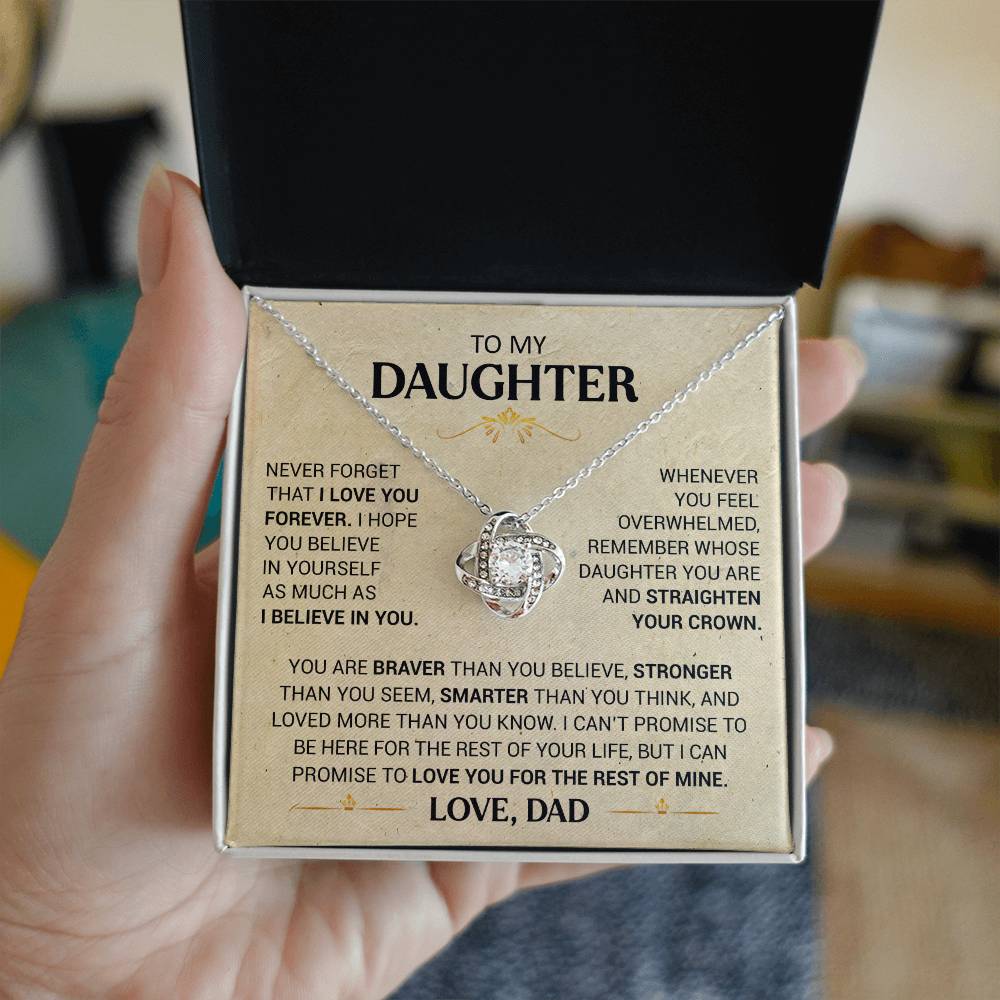 TO MY
DAUGHTER
NEVER FORGET
THAT I LOVE YOU
FOREVER. I HOPE
YOU BELIEVE
IN YOURSELF
AS MUCH AS
I BELIEVE IN YOU.
WHENEVER
YOU FEEL
OVERWHELMED,
REMEMBER WHOSE
DAUGHTER YOU ARE
AND STRAIGHTEN
YOUR CROWN.
YOU ARE BRAVER THAN YOU BELIEVE, STRONGER
THAN YOU SEEM, SMARTER THAN YOU THINK, AND
LOVED MORE THAN YOU KNOW. I CAN'T PROMISE TO
BE HERE FOR THE REST OF YOUR LIFE, BUT I CAN
PROMISE TO LOVE YOU FOR THE REST OF MINE.
LOVE, DAD